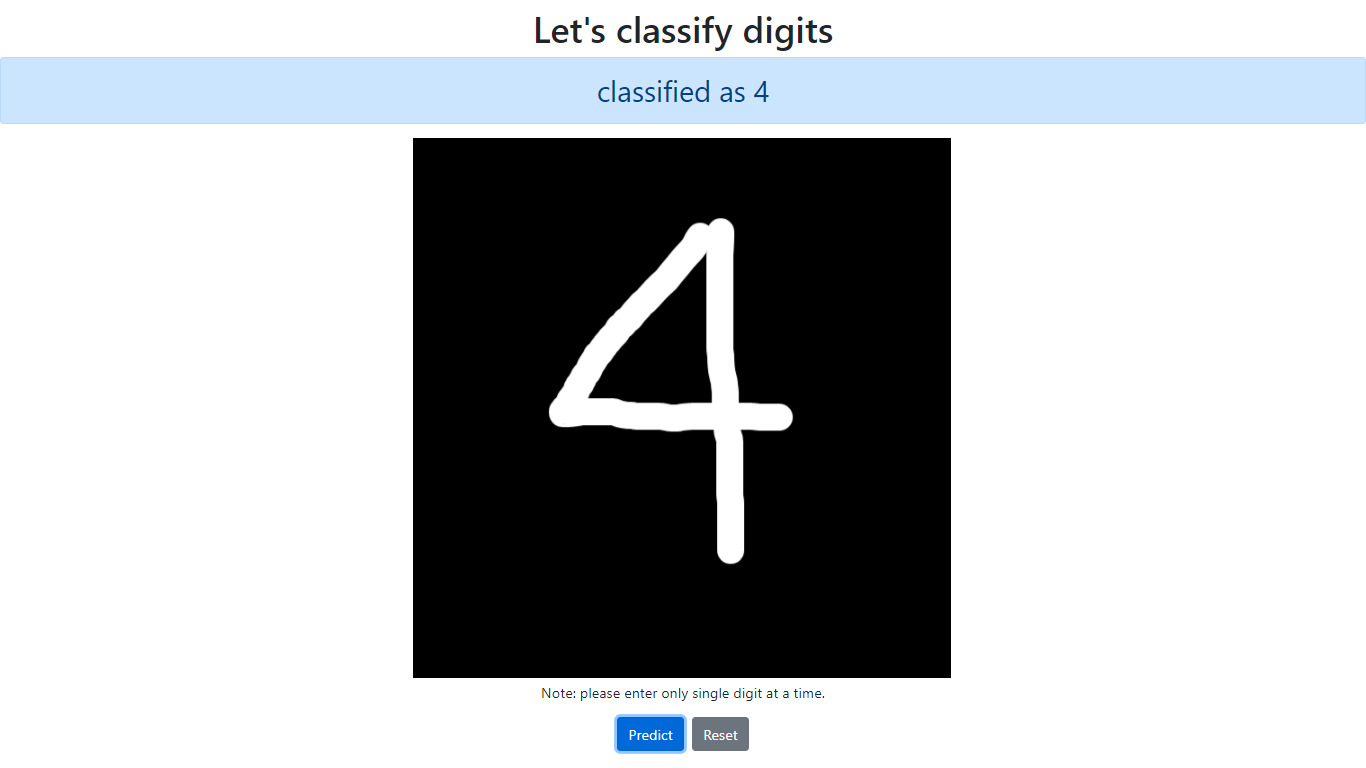 Let's classify digits
classified as 4
4
Note: please enter only single digit at a time.
Predict Reset